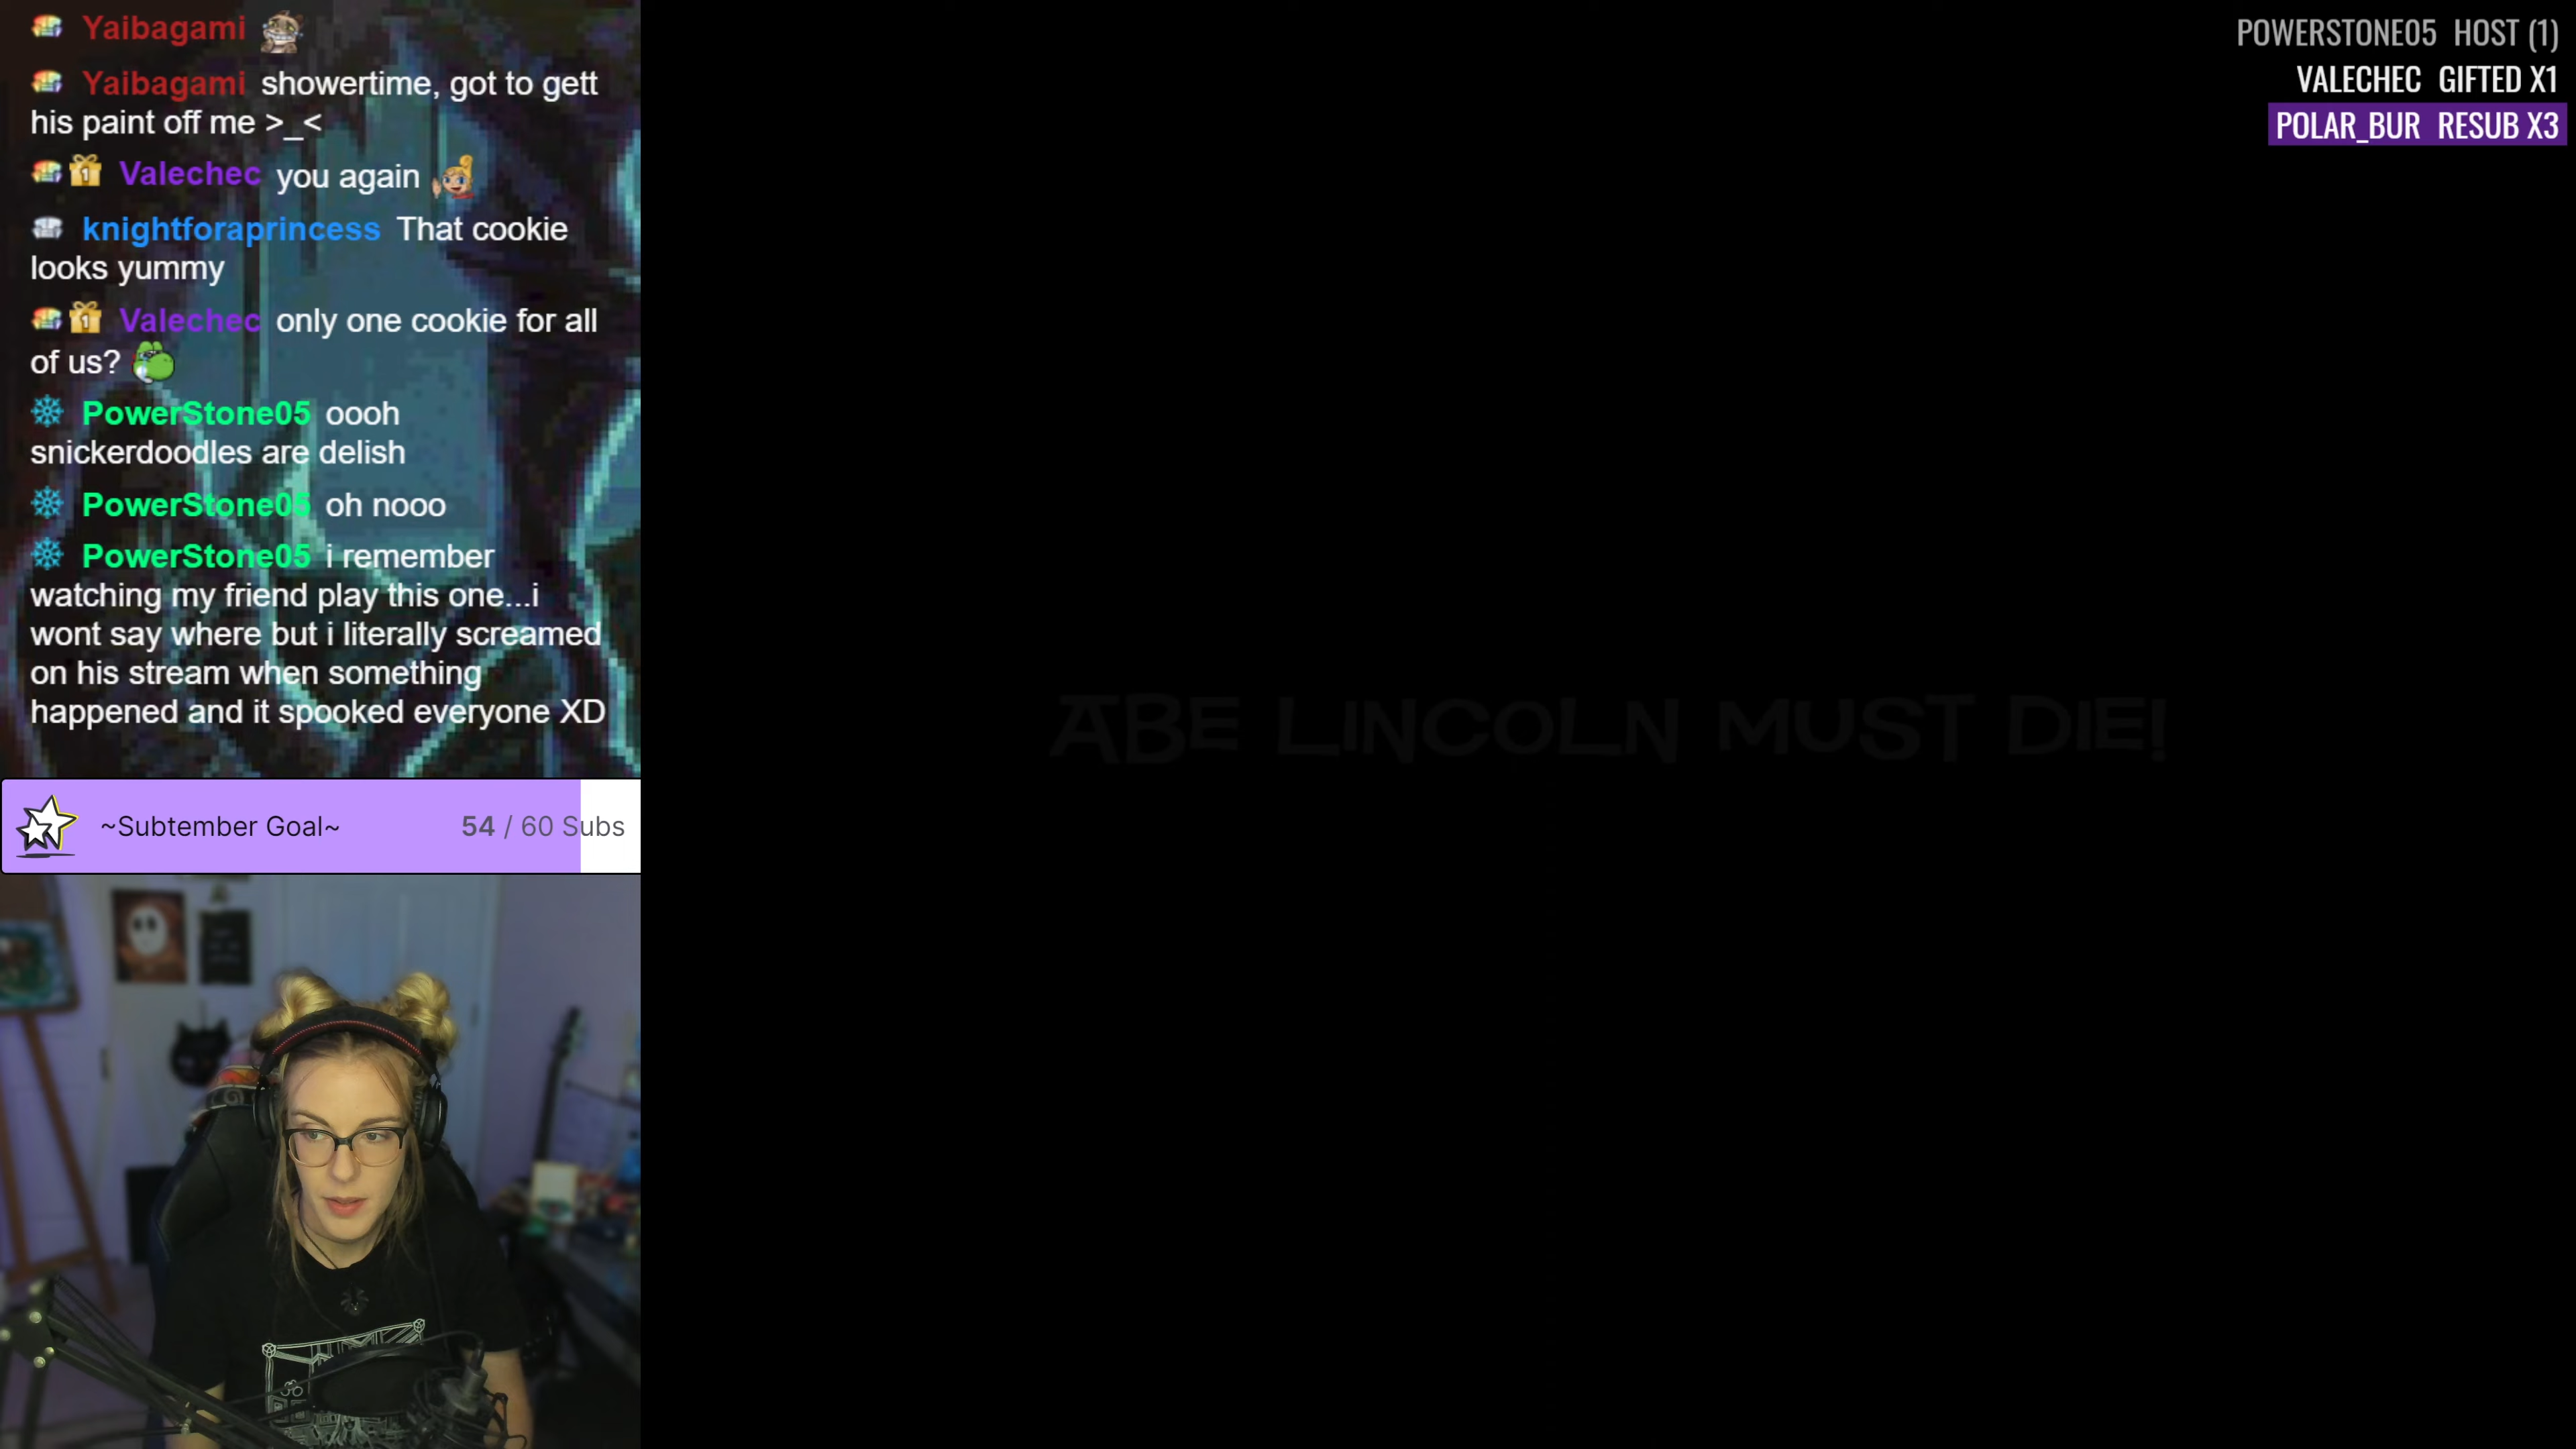 Yaibagami
Yaibagami showertime, got to gett
his paint off me >_<
1 Valechec you again
knightforaprincess That cookie
looks yummy
1 Valechec only one cookie for all
of us?
PowerStone05 oooh
snickerdoodles are delish
PowerStone05 oh nooo
PowerStone05 i remember
watching my friend play this one...i
wont say where but i literally screamed
on his stream when something
happened and it spooked everyone XD
~Subtember Goal~ 54 / 60 Subs
ABE LINCOLN MUST DIE!
POWERSTONE05 HOST (1)
VALECHEC GIFTED X1
POLAR_BUR RESUB X3